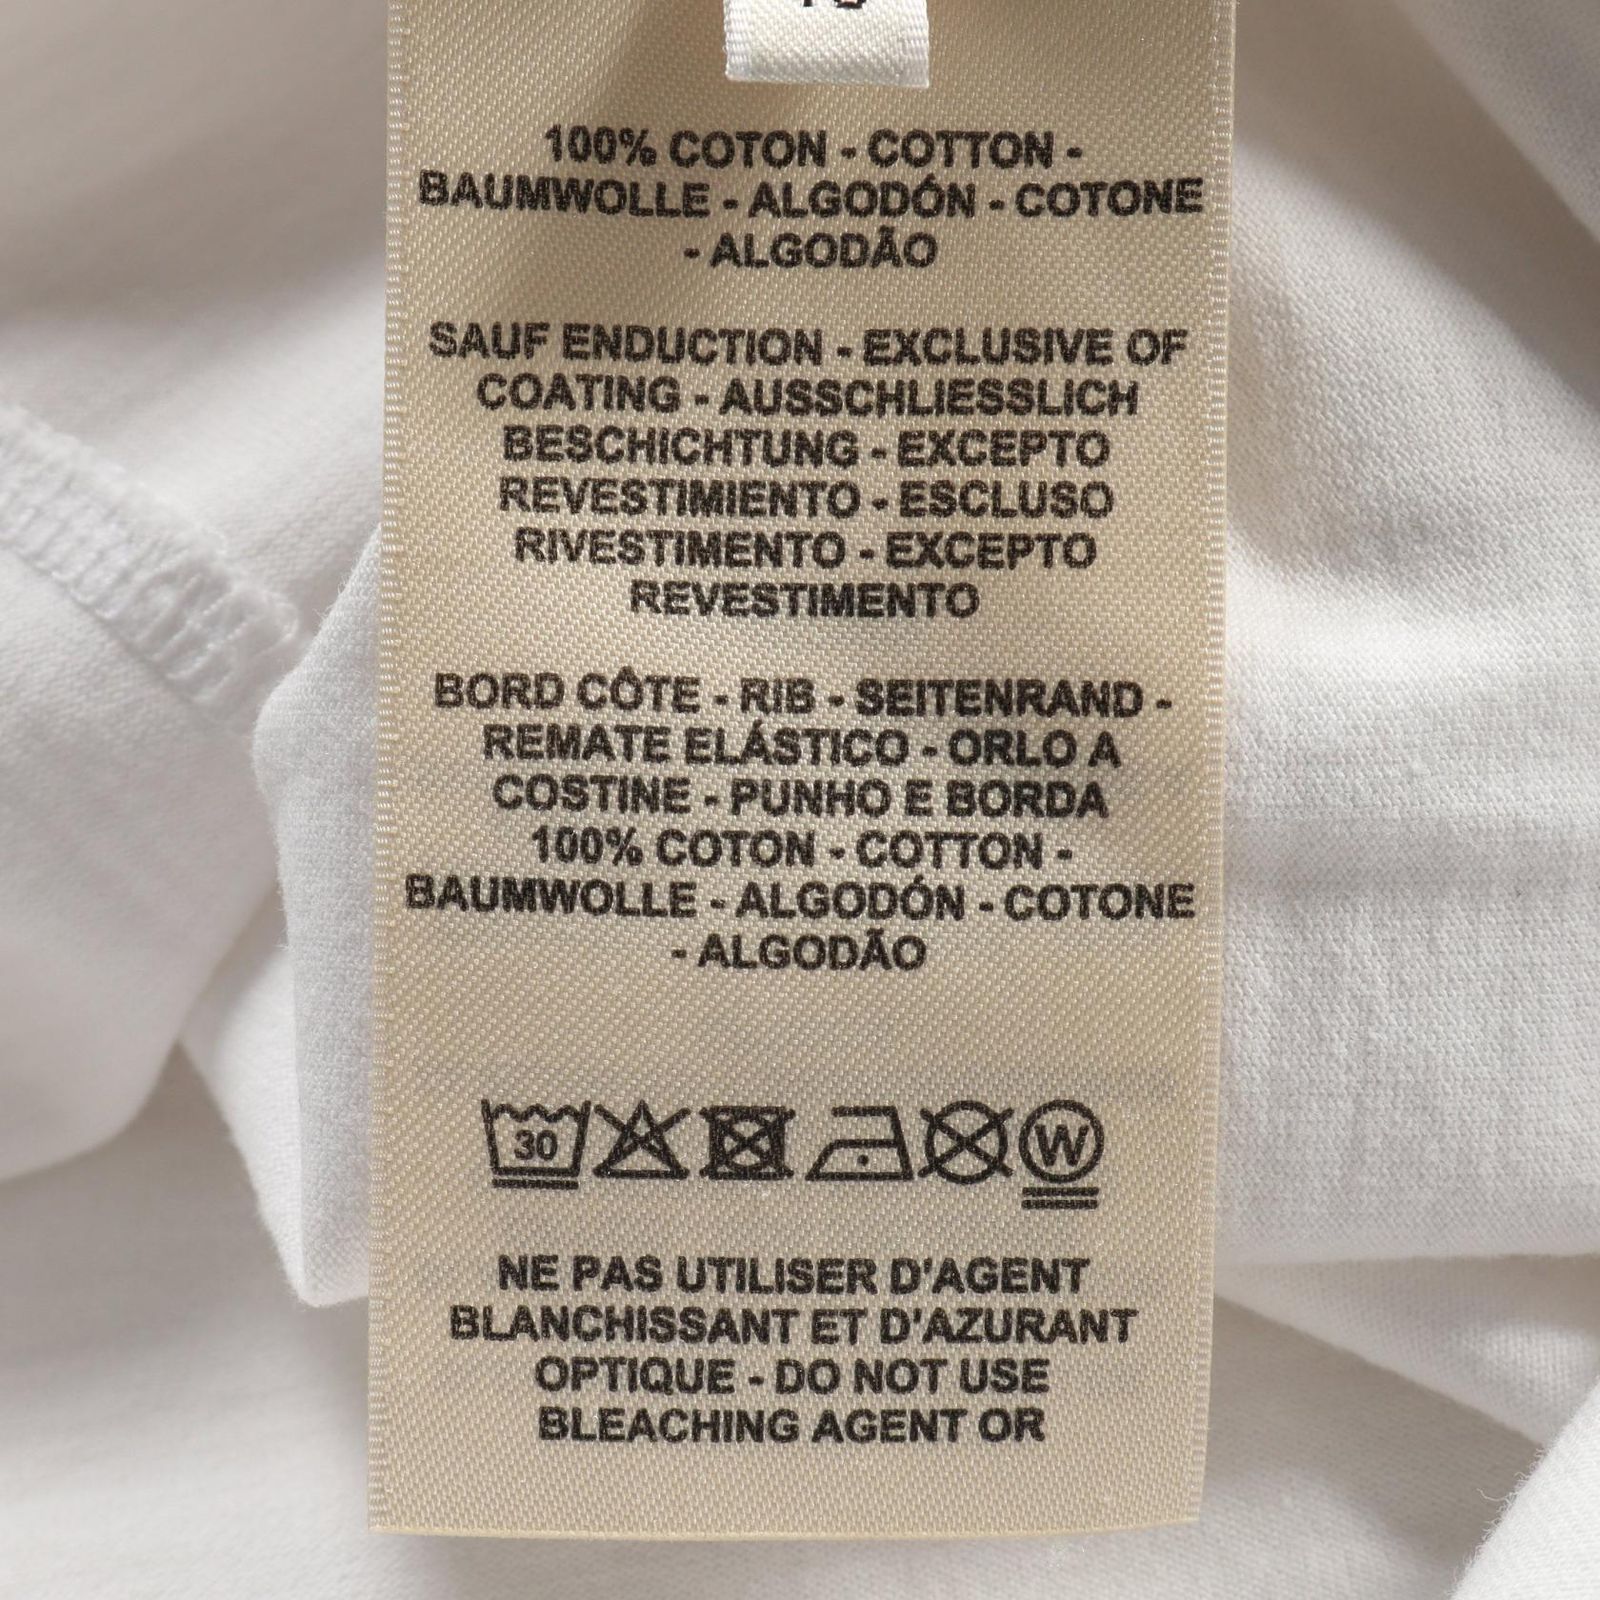 100% COTON - COTTON -
BAUMWOLLE - ALGODÓN - COTONE
- ALGODÃO
SAUF ENDUCTION - EXCLUSIVE OF
COATING - AUSSCHLIESSLICH
BESCHICHTUNG - EXCEPTO
REVESTIMIENTO - ESCLUSO
RIVESTIMENTO - EXCEPTO
REVESTIMENTO
BORD CÔTE - RIB - SEITENRAND -
REMATE ELÁSTICO - ORLO A
COSTINE - PUNHO E BORDA
100% COTON - COTTON -
BAUMWOLLE - ALGODÓN - COTONE
- ALGODÃO
30 W
NE PAS UTILISER D'AGENT
BLANCHISSANT ET D'AZURANT
OPTIQUE - DO NOT USE
BLEACHING AGENT OR